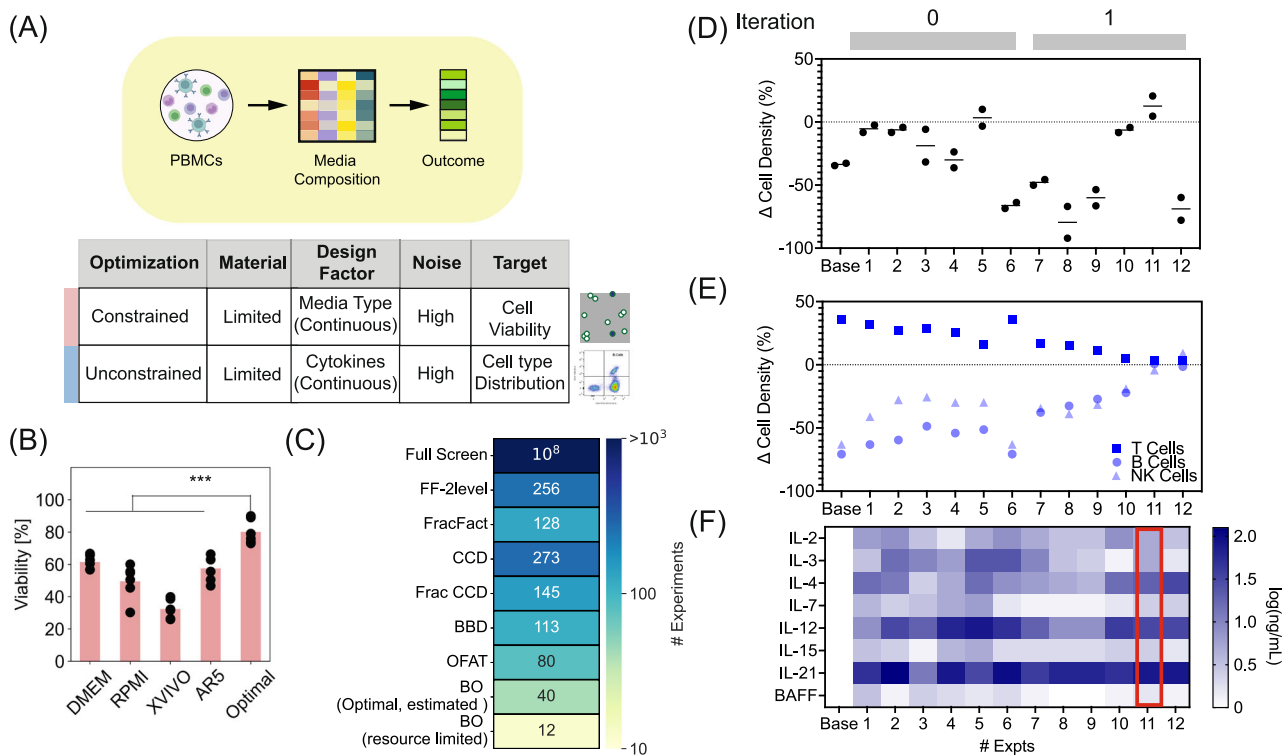 (A)
PBMCs
Media
Composition
Outcome
Optimization Material Design Factor Noise Target
Constrained Limited Media Type (Continuous) High Cell Viability
Unconstrained Limited Cytokines (Continuous) High Cell type Distribution
(B)
Viability [%]
100
80
60
40
20
0
***
DMEM RPMI XVIVO AR5 Optimal
(C)
Full Screen 10⁸
FF-2level 256
FracFact 128
CCD 273
Frac CCD 145
BBD 113
OFAT 80
BO (Optimal, estimated ) 40
BO (resource limited) 12
>10³
100
10
# Experiments
(D)
Iteration 0 1
Δ Cell Density (%)
50
0
-50
-100
Base 1 2 3 4 5 6 7 8 9 10 11 12
(E)
Δ Cell Density (%)
50
0
-50
-100
T Cells
B Cells
NK Cells
Base 1 2 3 4 5 6 7 8 9 10 11 12
(F)
IL-2
IL-3
IL-4
IL-7
IL-12
IL-15
IL-21
BAFF
Base 1 2 3 4 5 6 7 8 9 10 11 12
# Expts
2.0
1.5
1.0
0.5
0
log(ng/mL)